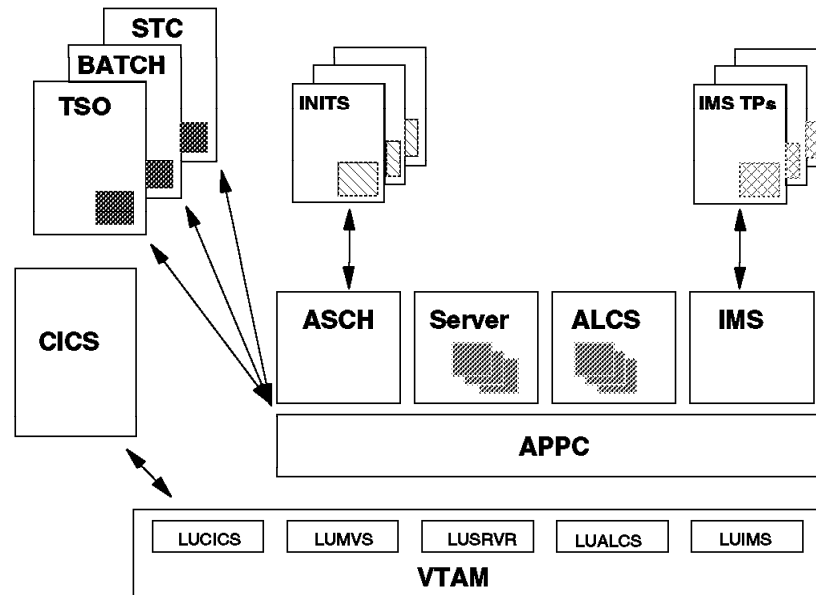 STC
BATCH
TSO
INITS
IMS TPs
CICS
ASCH
Server
ALCS
IMS
APPC
LUCICS
LUMVS
LUSRVR
LUALCS
LUIMS
VTAM